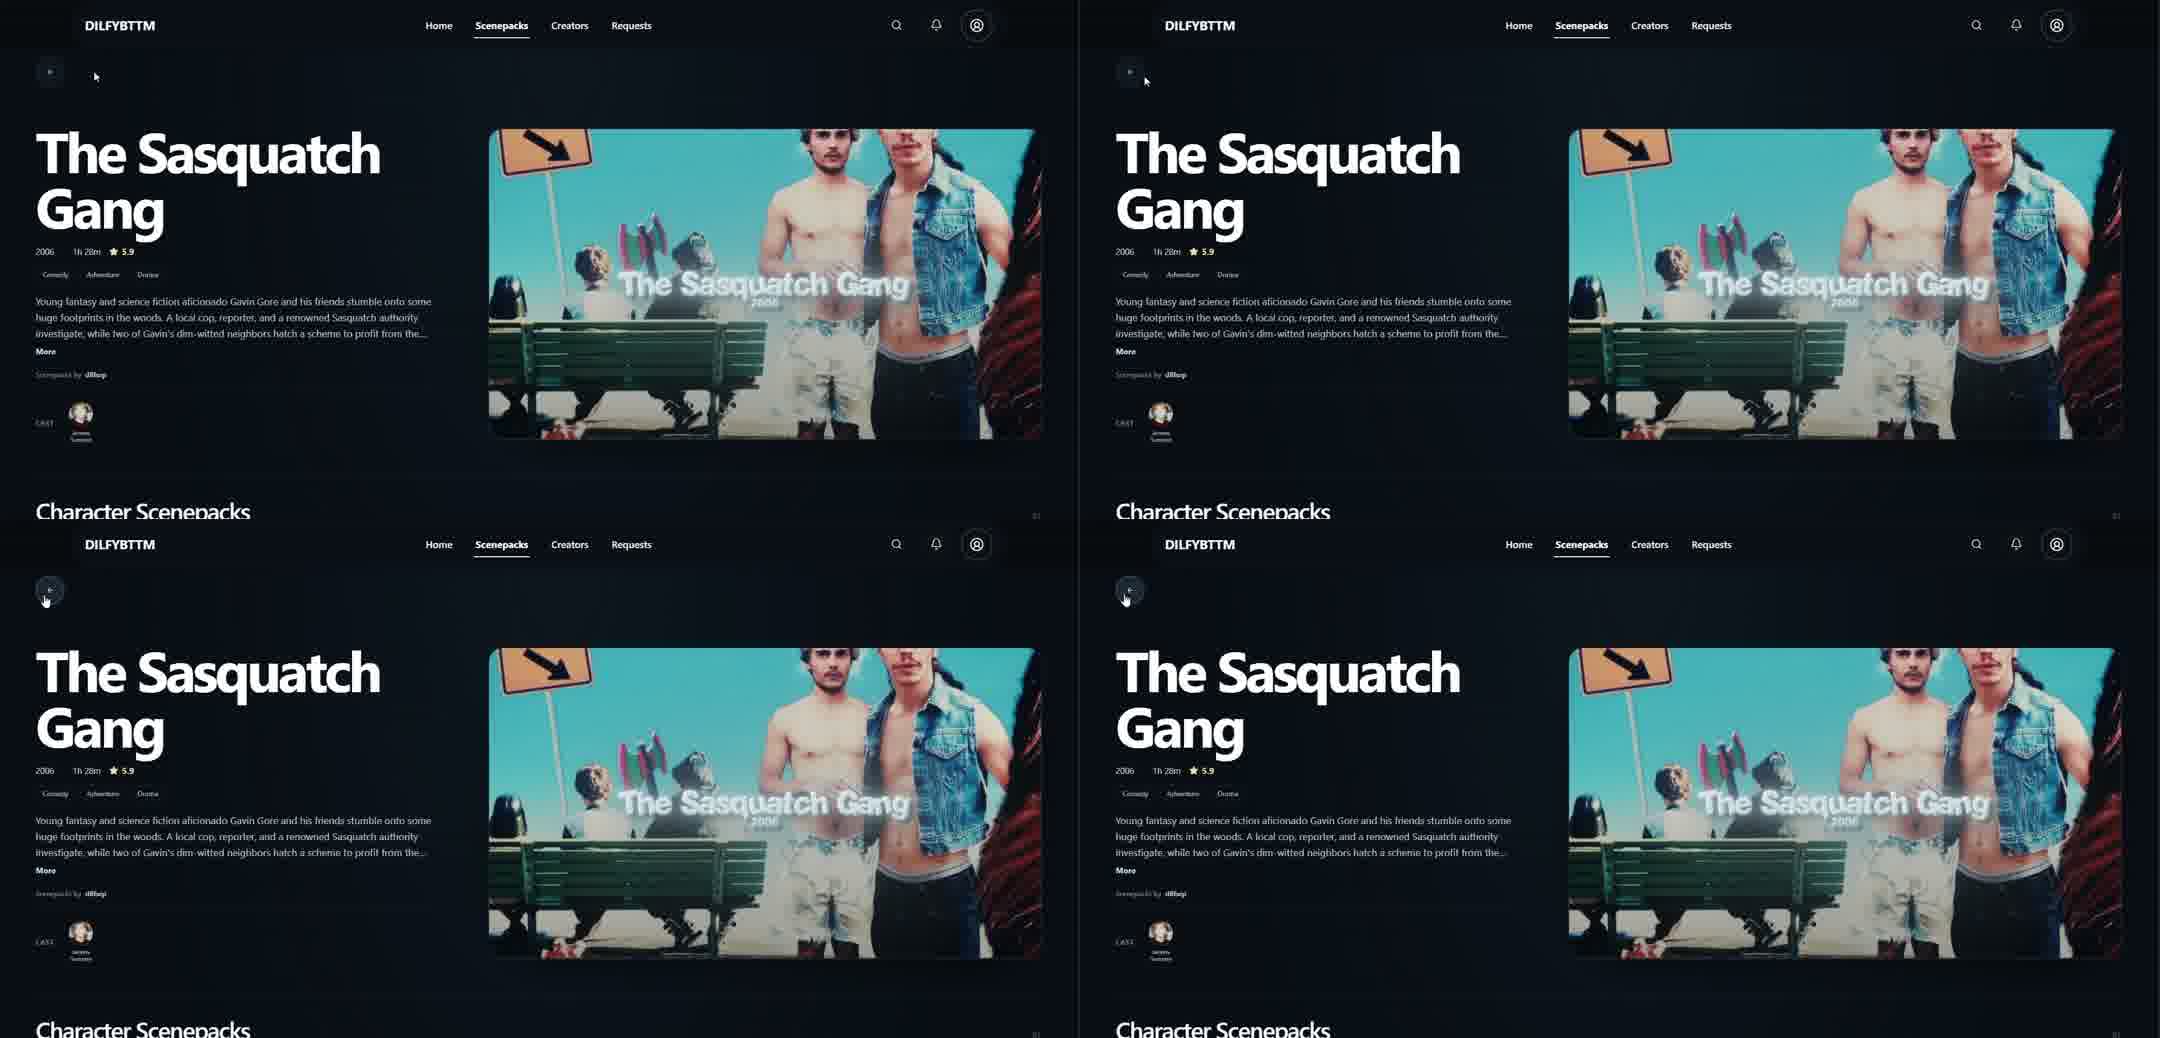 DILFYBTTM Home Scenepacks Creators Requests
The Sasquatch
Gang
2006 1h 28m ★ 5.9
Comedy Adventure Drama
Young fantasy and science fiction aficionado Gavin Gore and his friends stumble onto some
huge footprints in the woods. A local cop, reporter, and a renowned Sasquatch authority
investigate, while two of Gavin's dim-witted neighbors hatch a scheme to profit from the...
More
Scenepacks by
CAST
The Sasquatch Gang
2006
Character Scenepacks
DILFYBTTM Home Scenepacks Creators Requests
The Sasquatch
Gang
2006 1h 28m ★ 5.9
Comedy Adventure Drama
Young fantasy and science fiction aficionado Gavin Gore and his friends stumble onto some
huge footprints in the woods. A local cop, reporter, and a renowned Sasquatch authority
investigate, while two of Gavin's dim-witted neighbors hatch a scheme to profit from the...
More
Scenepacks by
CAST
The Sasquatch Gang
2006
Character Scenepacks
DILFYBTTM Home Scenepacks Creators Requests
The Sasquatch
Gang
2006 1h 28m ★ 5.9
Comedy Adventure Drama
Young fantasy and science fiction aficionado Gavin Gore and his friends stumble onto some
huge footprints in the woods. A local cop, reporter, and a renowned Sasquatch authority
investigate, while two of Gavin's dim-witted neighbors hatch a scheme to profit from the...
More
Scenepacks by
CAST
The Sasquatch Gang
2006
Character Scenepacks
DILFYBTTM Home Scenepacks Creators Requests
The Sasquatch
Gang
2006 1h 28m ★ 5.9
Comedy Adventure Drama
Young fantasy and science fiction aficionado Gavin Gore and his friends stumble onto some
huge footprints in the woods. A local cop, reporter, and a renowned Sasquatch authority
investigate, while two of Gavin's dim-witted neighbors hatch a scheme to profit from the...
More
Scenepacks by
CAST
The Sasquatch Gang
2006
Character Scenepacks